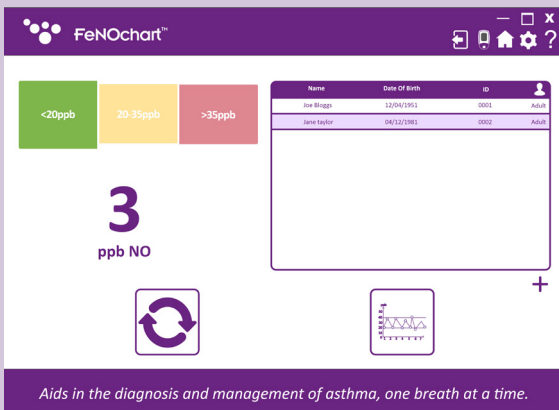 FeNOchart™
<20ppb 20-35ppb >35ppb
Name Date Of Birth ID
Joe Bloggs 12/04/1951 0001 Adult
Jane taylor 04/12/1981 0002 Adult
3
ppb NO
Aids in the diagnosis and management of asthma, one breath at a time.